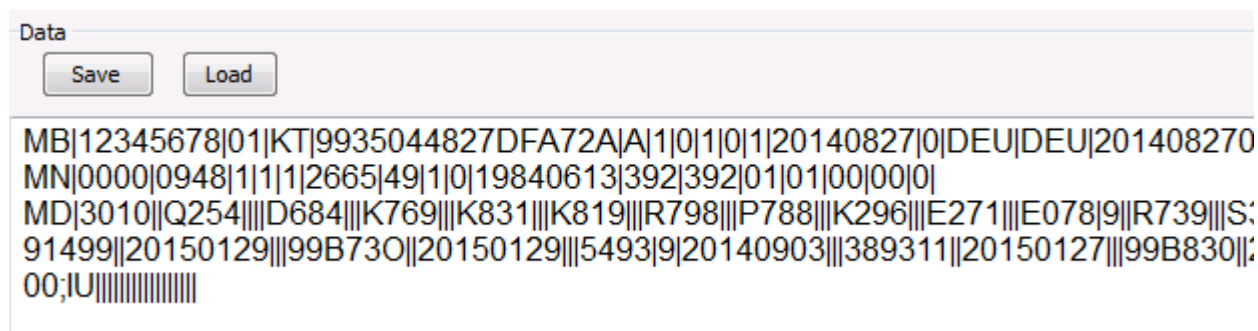 Data
Save Load
MB|12345678|01|KT|9935044827DFA72A|A|1|0|1|0|1|20140827|0|DEU|DEU|201408270
MN|0000|0948|1|1|1|2665|49|1|0|19840613|392|392|01|01|00|00|0|
MD|3010||Q254||||D684|||K769|||K831|||K819|||R798|||P788|||K296|||E271|||E078|9||R739|||S3
91499||20150129|||99B73O||20150129|||5493|9|20140903|||389311||20150127|||99B830||2
00;IU|||||||||||||||||